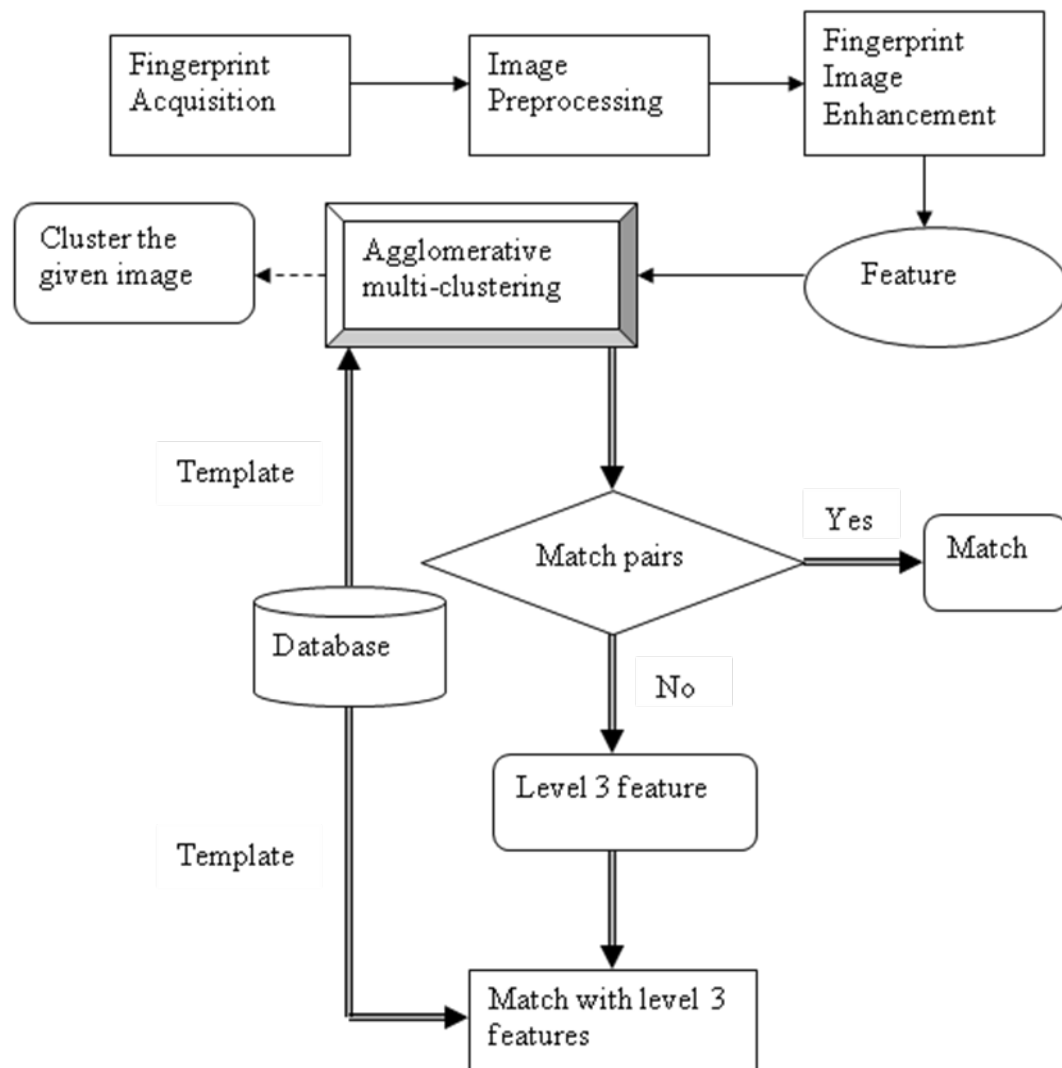 Fingerprint
Acquisition
Image
Preprocessing
Fingerprint
Image
Enhancement
Cluster the
given image
Agglomerative
multi-clustering
Feature
Template
Yes
Match pairs
Match
Database
No
Level 3 feature
Template
Match with level 3
features